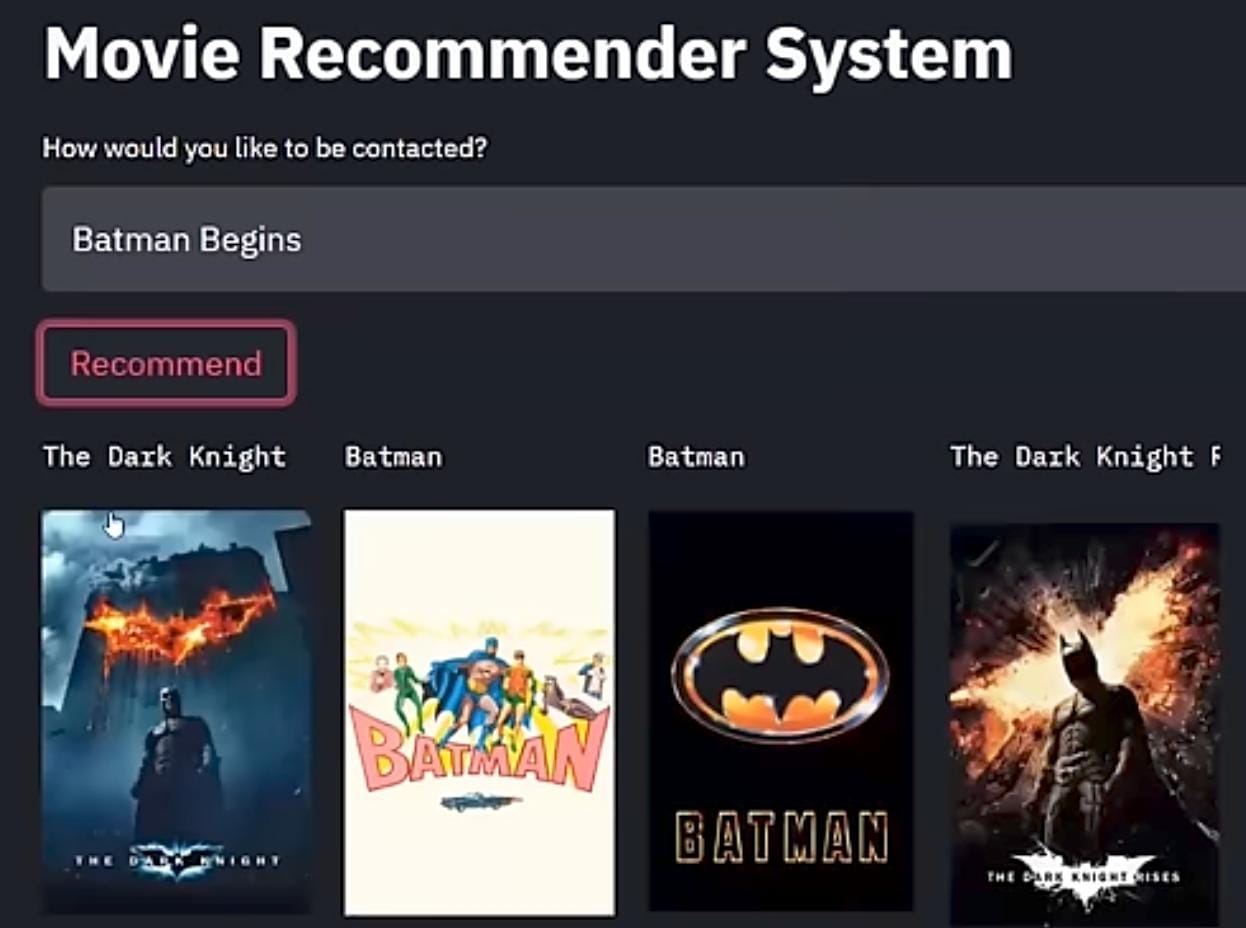 Movie Recommender System
How would you like to be contacted?
Batman Begins
Recommend
The Dark Knight
Batman
Batman
The Dark Knight R
THE DARK KNIGHT
BATMAN
BATMAN
THE DARK KNIGHT RISES